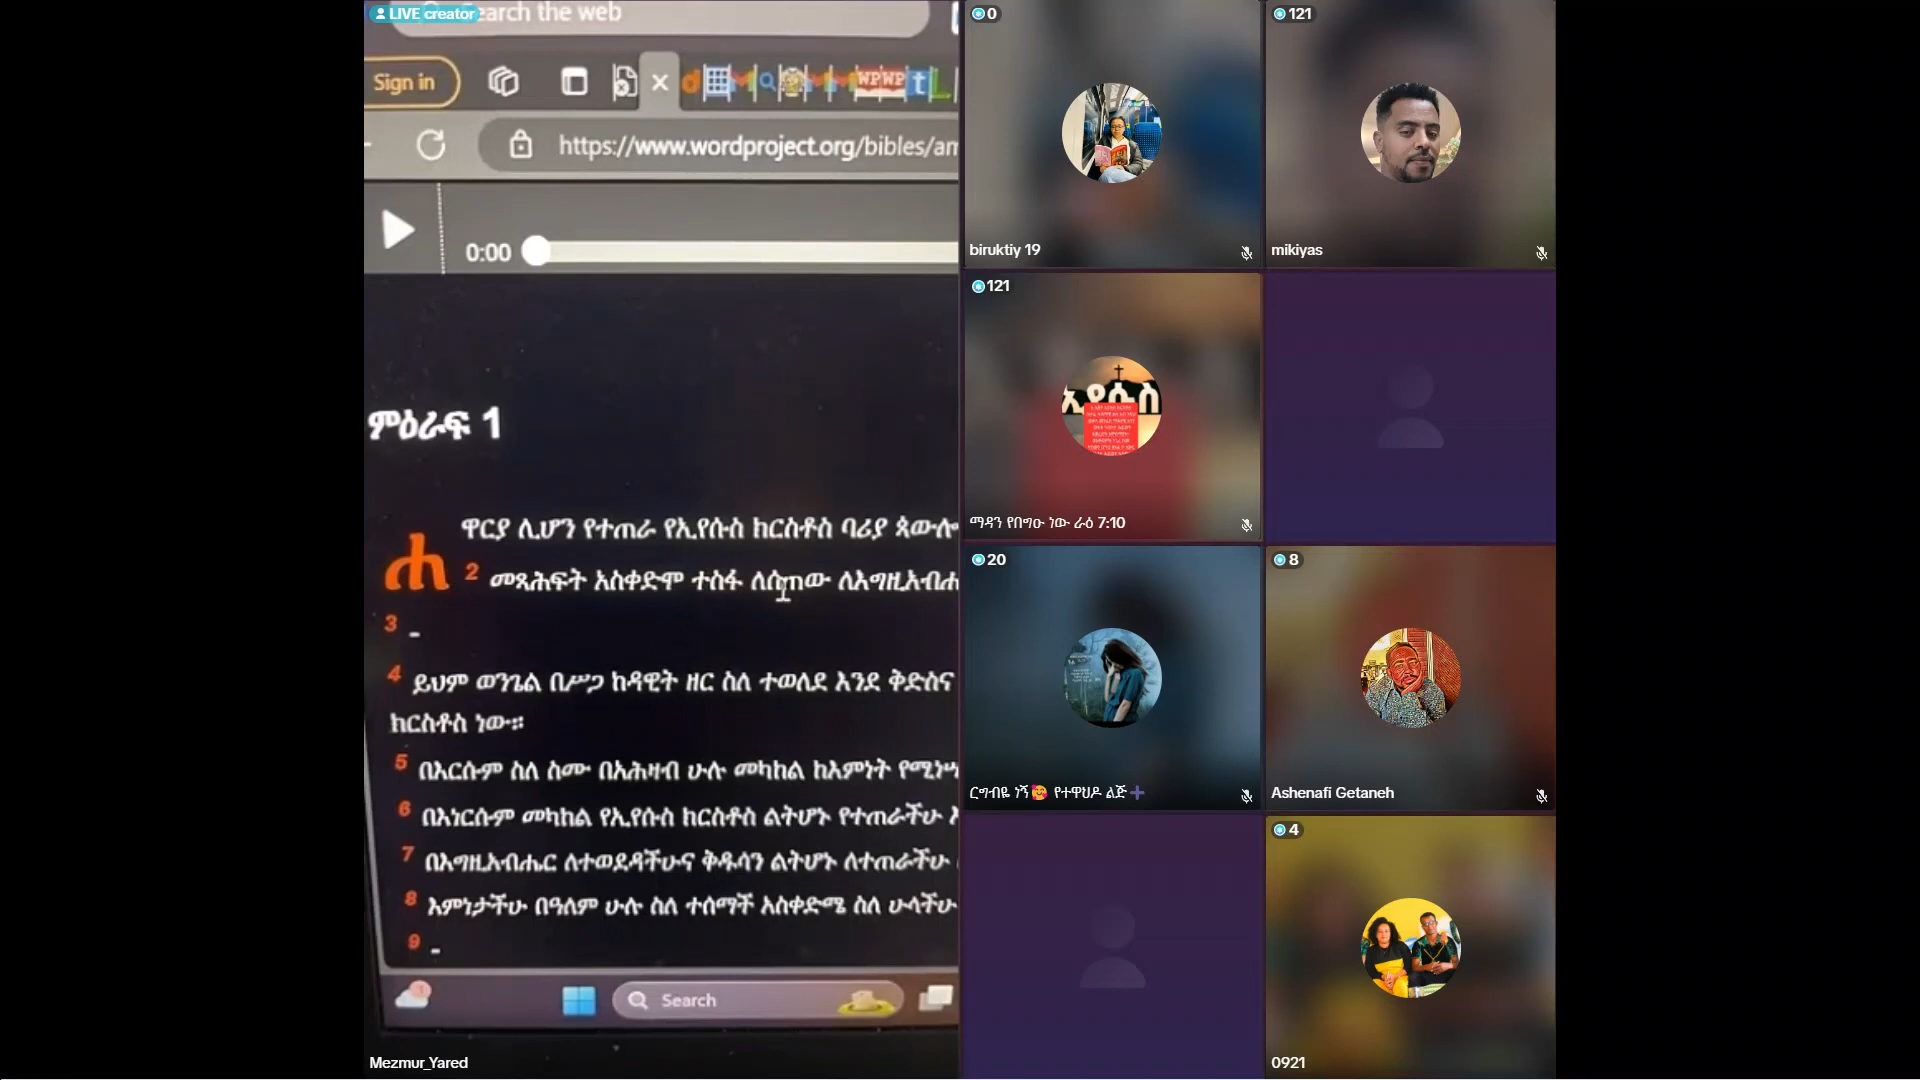 LIVE creator
earch the web
Sign in
https://www.wordproject.org/bibles/am
0:00
ምዕራፍ 1
ሐ
ዋርያ ሊሆን የተጠራ የኢየሱስ ክርስቶስ ባሪያ ጳውሎ
2 መጻሕፍት አስቀድሞ ተስፋ ለሰጠው ለእግዚአብሔ
3 -
4 ይህም ወንጌል በሥጋ ከዳዊት ዘር ስለ ተወለደ እንደ ቅድስና
ክርስቶስ ነው።
5 በእርሱም ስለ ስሙ በአሕዛብ ሁሉ መካከል ከእምነት የሚነሣ
6 በእነርሱም መካከል የኢየሱስ ክርስቶስ ልትሆኑ የተጠራችሁ
7 በእግዚአብሔር ለተወደዳችሁና ቅዱሳን ልትሆኑ ለተጠራችሁ
8 እምነታችሁ በዓለም ሁሉ ስለ ተሰማች አስቀድሜ ስለ ሁላችሁ
9 -
Search
Mezmur_Yared
0
biruktiy 19
121
mikiyas
121
ኢየሱስ
ማዳን የበግዑ ነው ራዕ 7:10
20
ርግብዬ ነኝ🥰 የተዋህዶ ልጅ➕
8
Ashenafi Getaneh
4
0921